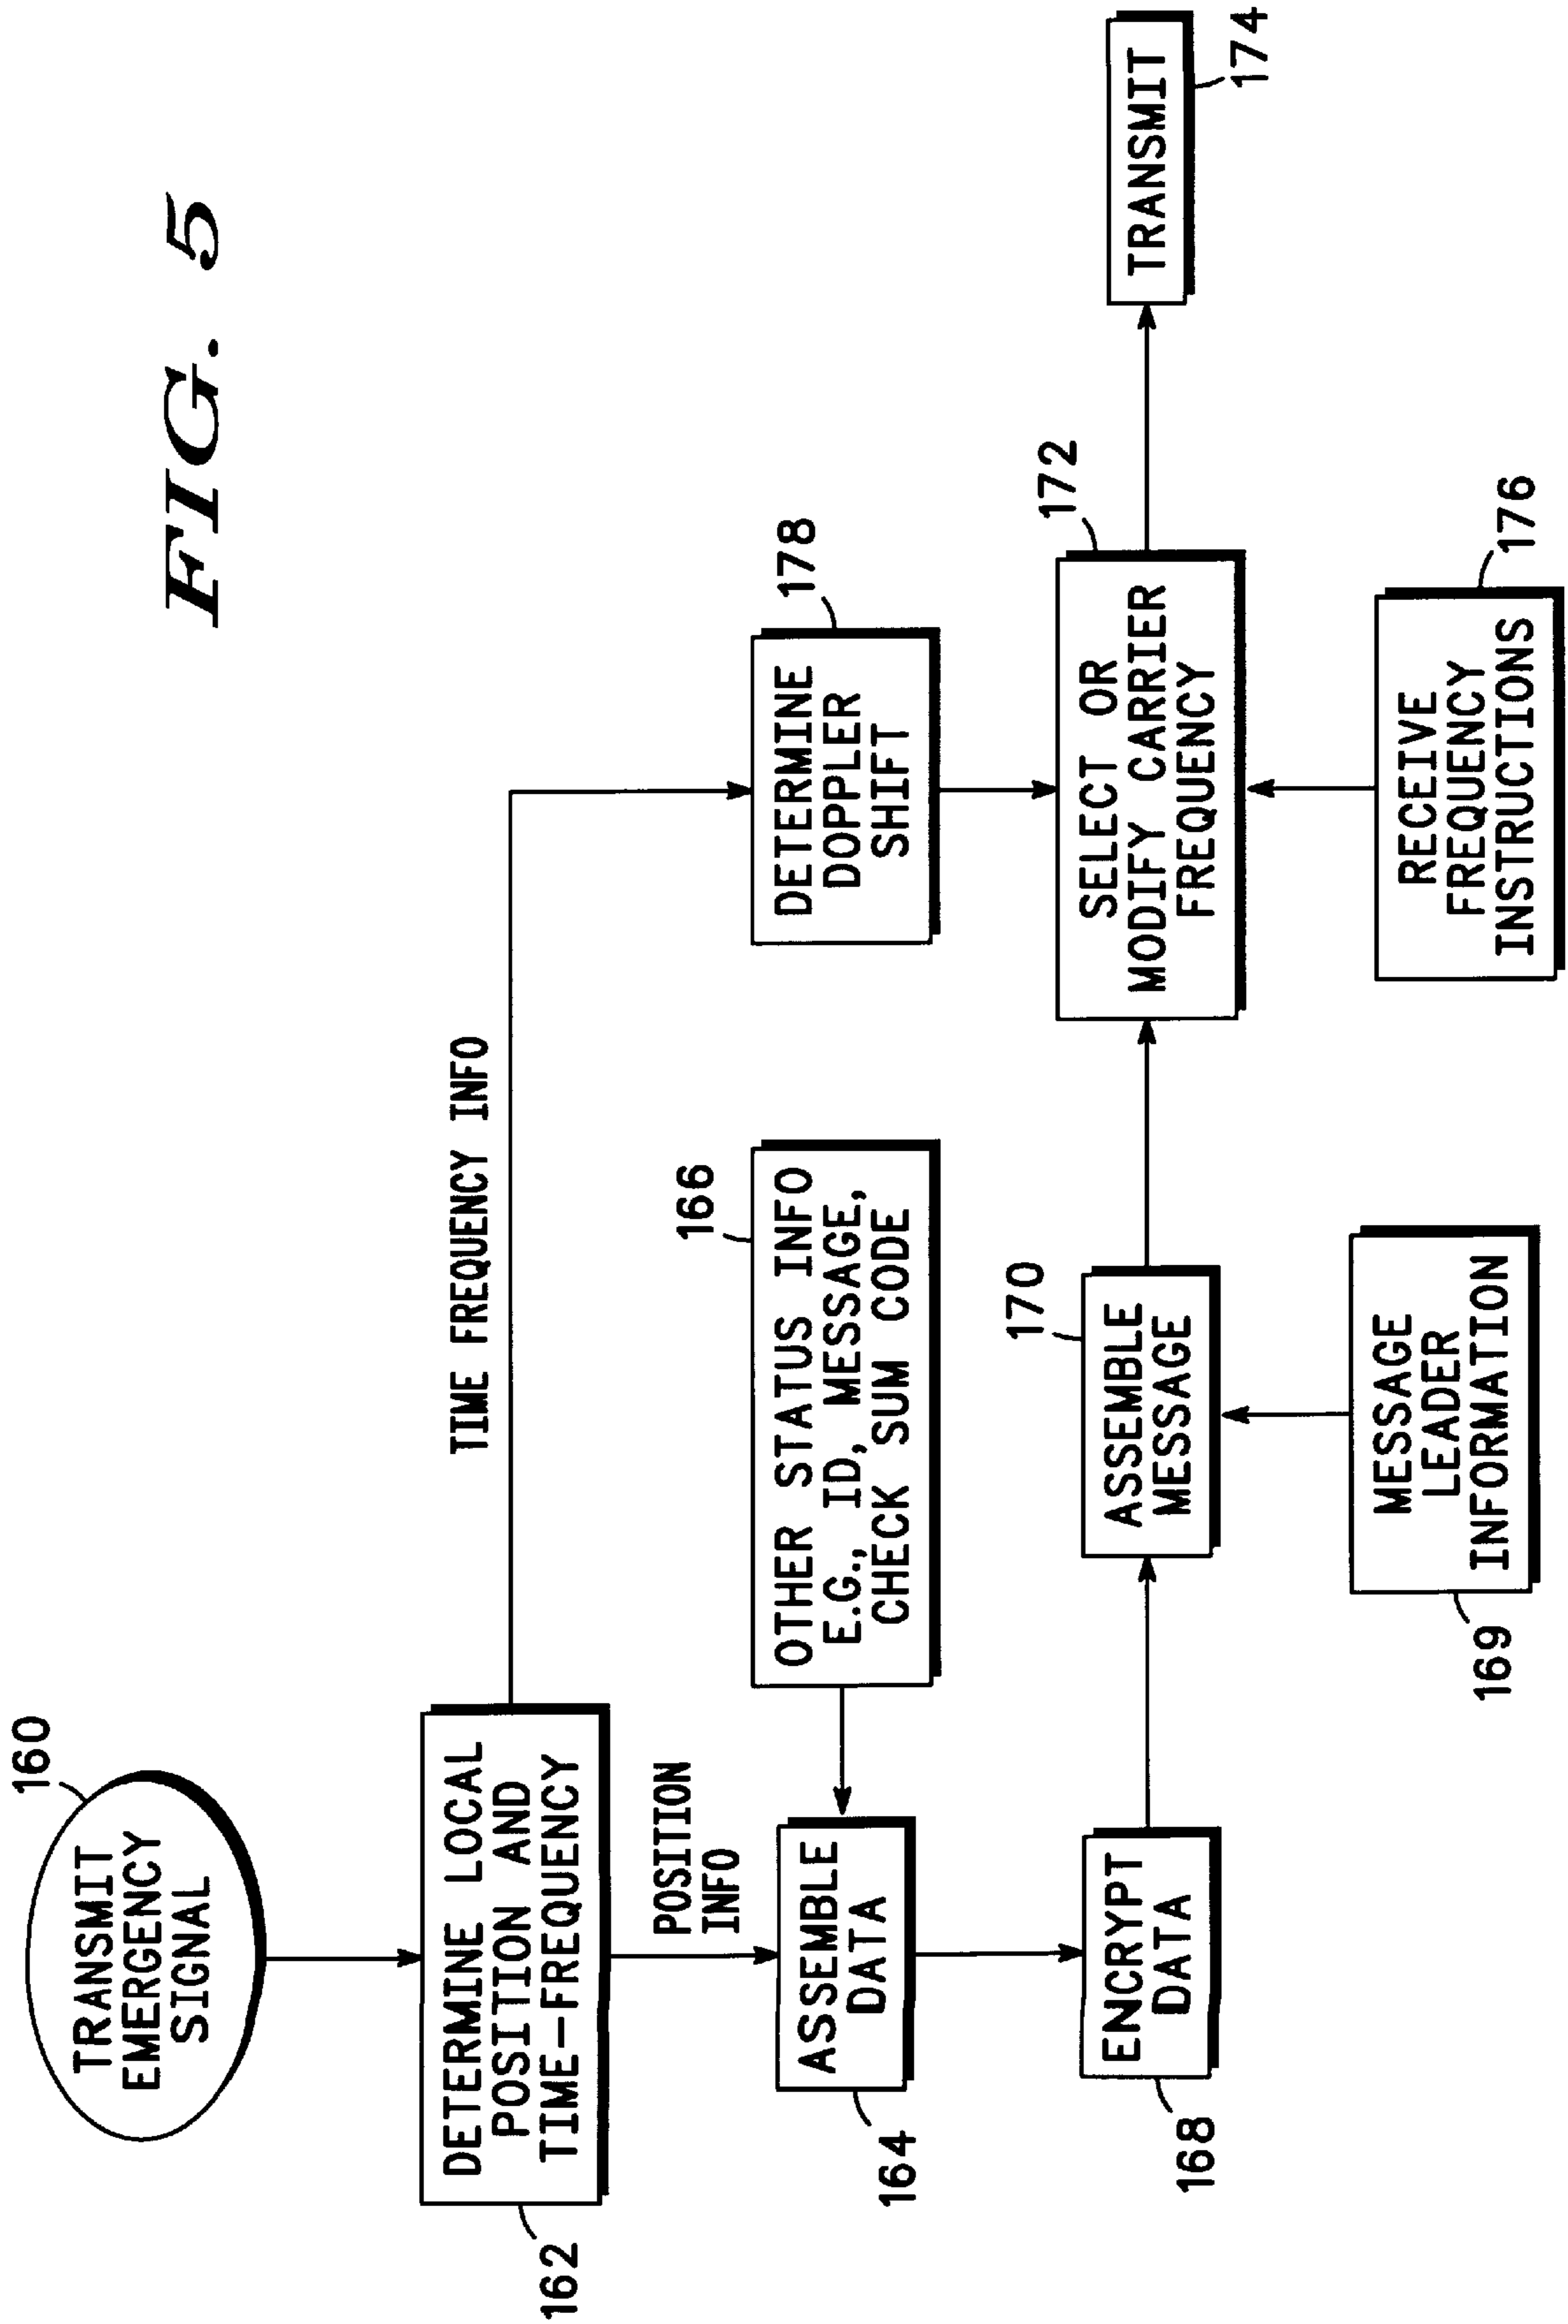 FIG. 5
160
TRANSMIT
EMERGENCY
SIGNAL
162
DETERMINE LOCAL
POSITION AND
TIME-FREQUENCY
TIME FREQUENCY INFO
POSITION
INFO
164
ASSEMBLE
DATA
166
OTHER STATUS INFO
E.G., ID, MESSAGE,
CHECK SUM CODE
178
DETERMINE
DOPPLER
SHIFT
168
ENCRYPT
DATA
170
ASSEMBLE
MESSAGE
172
SELECT OR
MODIFY CARRIER
FREQUENCY
TRANSMIT
174
169
MESSAGE
LEADER
INFORMATION
176
RECEIVE
FREQUENCY
INSTRUCTIONS